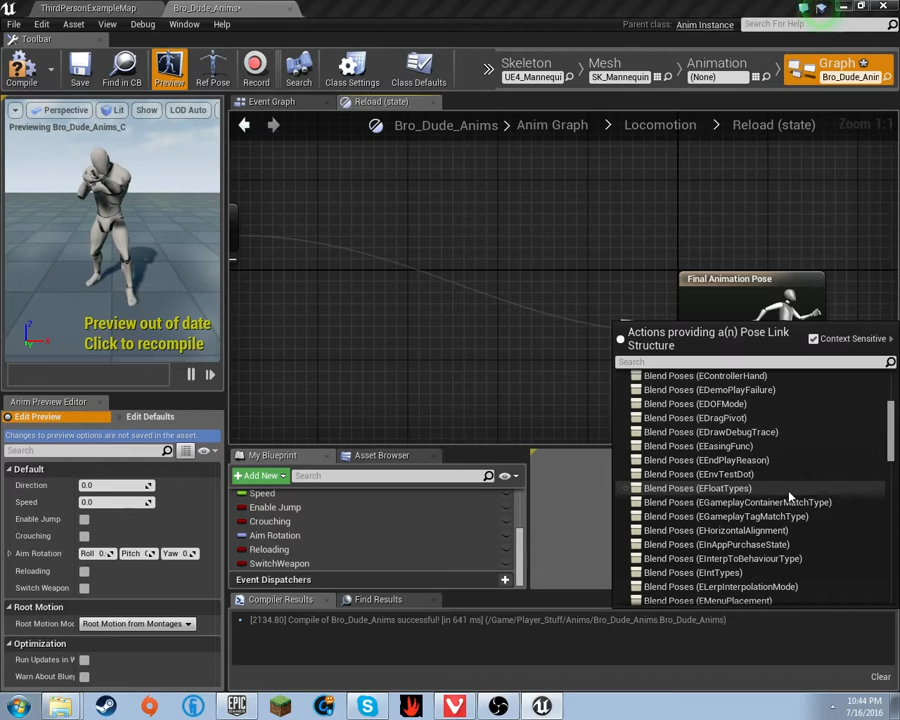 ThirdPersonExampleMap
Bro_Dude_Anims*
File Edit Asset View Debug Window Help
Parent class: Anim Instance
Search For Help
Toolbar
Compile
Save
Find in CB
Preview
Ref Pose
Record
Search
Class Settings
Class Defaults
Skeleton
UE4_Mannequi
Mesh
SK_Mannequin
Animation
(None)
Graph
Bro_Dude_Anin
Perspective Lit Show LOD Auto
Previewing Bro_Dude_Anims_C
Preview out of date
Click to recompile
Event Graph
Reload (state)
Bro_Dude_Anims > Anim Graph > Locomotion > Reload (state)
Zoom 1:1
Final Animation Pose
Actions providing a(n) Pose Link
Structure
Context Sensitive
Search
Blend Poses (EControllerHand)
Blend Poses (EDemoPlayFailure)
Blend Poses (EDOFMode)
Blend Poses (EDragPivot)
Blend Poses (EDrawDebugTrace)
Blend Poses (EEasingFunc)
Blend Poses (EEndPlayReason)
Blend Poses (EEnvTestDot)
Blend Poses (EFloatTypes)
Blend Poses (EGameplayContainerMatchType)
Blend Poses (EGameplayTagMatchType)
Blend Poses (EHorizontalAlignment)
Blend Poses (EInAppPurchaseState)
Blend Poses (EInterpToBehaviourType)
Blend Poses (EIntTypes)
Blend Poses (ELerpInterpolationMode)
Blend Poses (EMenuPlacement)
Anim Preview Editor
Edit Preview
Edit Defaults
Changes to preview options are not saved in the asset.
Search
Default
Direction 0.0
Speed 0.0
Enable Jump
Crouching
Aim Rotation Roll 0. Pitch Yaw 0.
Reloading
Switch Weapon
Root Motion
Root Motion Mod Root Motion from Montages
Optimization
Run Updates in W
Warn About Blue
My Blueprint
Asset Browser
Add New
Search
Speed
Enable Jump
Crouching
Aim Rotation
Reloading
SwitchWeapon
Event Dispatchers
Compiler Results
Find Results
[2134.80] Compile of Bro_Dude_Anims successful! [in 641 ms] (/Game/Player_Stuff/Anims/Bro_Dude_Anims.Bro_Dude_Anims)
Clear
EPIC
10:44 PM
7/16/2016